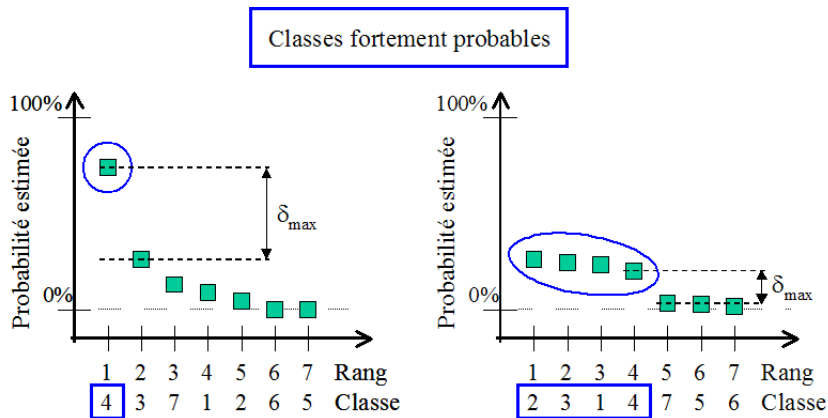 Classes fortement probables
100%
Probabilité estimée
0%
δmax
1 2 3 4 5 6 7 Rang
4 3 7 1 2 6 5 Classe
100%
Probabilité estimée
0%
δmax
1 2 3 4 5 6 7 Rang
2 3 1 4 7 5 6 Classe